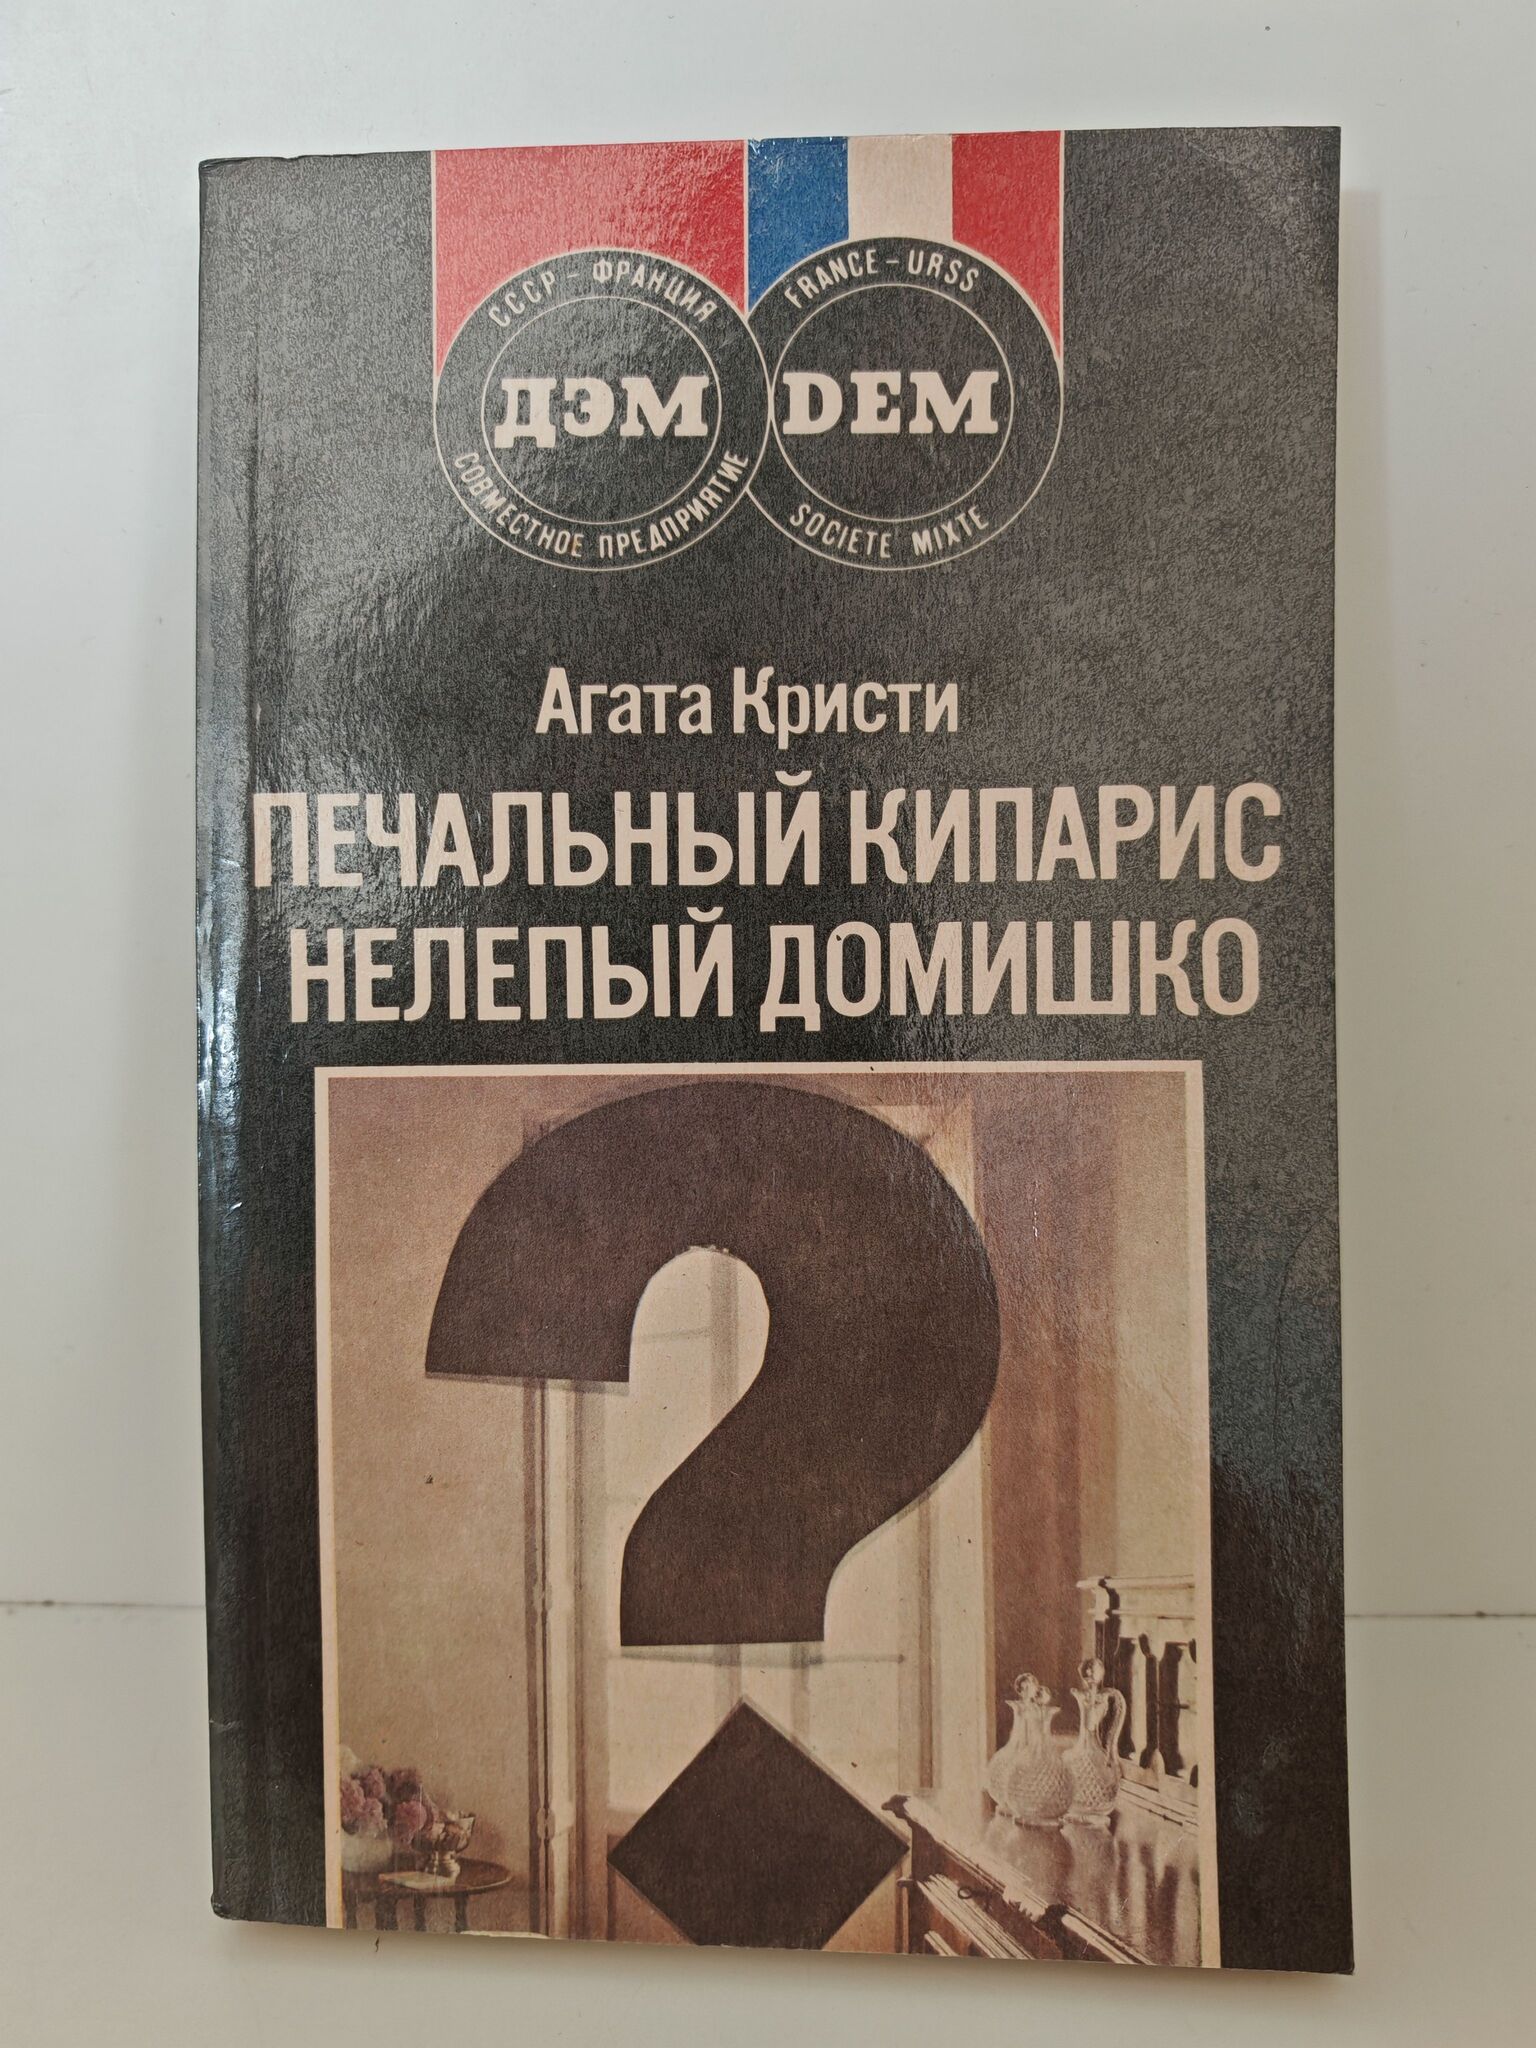 СССР - ФРАНЦИЯ
ДЭМ
СОВМЕСТНОЕ ПРЕДПРИЯТИЕ
FRANCE - URSS
DEM
SOCIETE MIXTE
Агата Кристи
ПЕЧАЛЬНЫЙ КИПАРИС
НЕЛЕПЫЙ ДОМИШКО
?